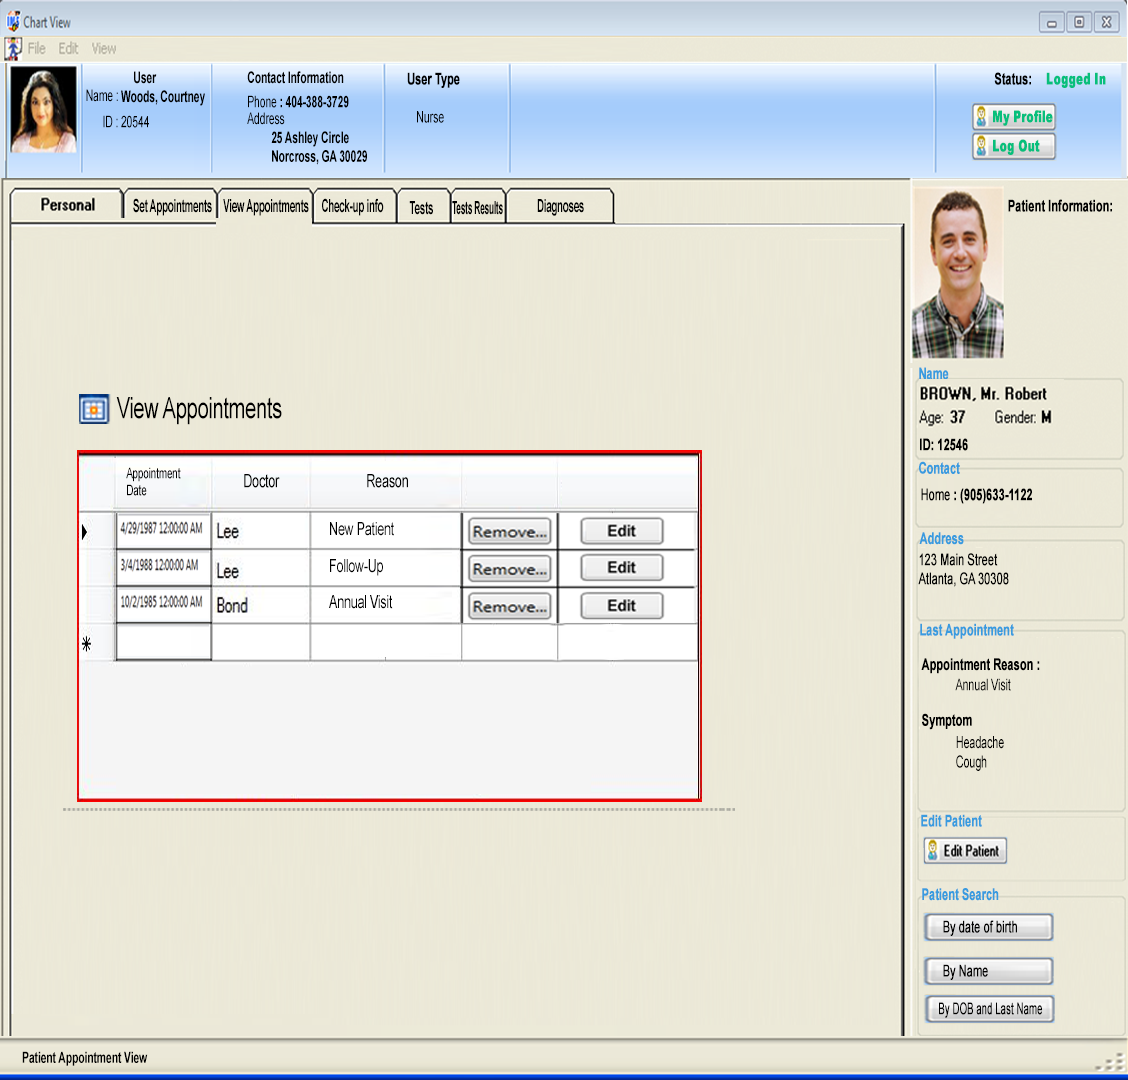 Chart View
File Edit View
User
Name : Woods, Courtney
ID : 20544
Contact Information
Phone : 404-388-3729
Address
25 Ashley Circle
Norcross, GA 30029
User Type
Nurse
Status: Logged In
My Profile
Log Out
Personal Set Appointments View Appointments Check-up info Tests Tests Results Diagnoses
View Appointments
Appointment
Date
Doctor Reason
4/29/1987 12:00:00 AM Lee New Patient Remove... Edit
3/4/1988 12:00:00 AM Lee Follow-Up Remove... Edit
10/2/1985 12:00:00 AM Bond Annual Visit Remove... Edit
*
Patient Information:
Name
BROWN, Mr. Robert
Age: 37 Gender: M
ID: 12546
Contact
Home : (905)633-1122
Address
123 Main Street
Atlanta, GA 30308
Last Appointment
Appointment Reason :
Annual Visit
Symptom
Headache
Cough
Edit Patient
Edit Patient
Patient Search
By date of birth
By Name
By DOB and Last Name
Patient Appointment View